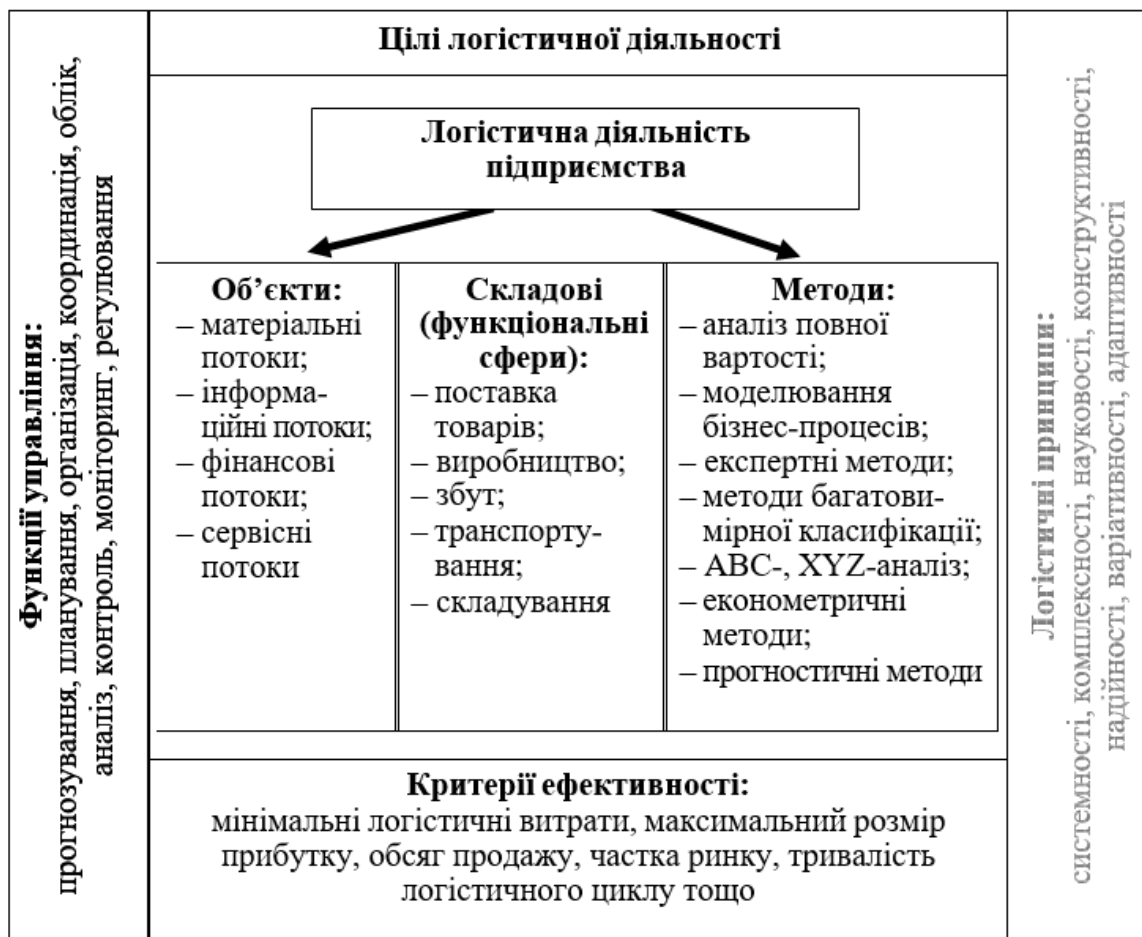 Функції управління:
прогнозування, планування, організація, координація, облік,
аналіз, контроль, моніторинг, регулювання
Цілі логістичної діяльності
Логістична діяльність
підприємства
Об’єкти:
– матеріальні
потоки;
– інформа-
ційні потоки;
– фінансові
потоки;
– сервісні
потоки
Складові
(функціональні
сфери):
– поставка
товарів;
– виробництво;
– збут;
– транспорту-
вання;
– складування
Методи:
– аналіз повної
вартості;
– моделювання
бізнес-процесів;
– експертні методи;
– методи багатови-
мірної класифікації;
– ABC-, XYZ-аналіз;
– економетричні
методи;
– прогностичні методи
Критерії ефективності:
мінімальні логістичні витрати, максимальний розмір
прибутку, обсяг продажу, частка ринку, тривалість
логістичного циклу тощо
Логістичні принципи:
системності, комплексності, науковості, конструктивності,
надійності, варіативності, адаптивності